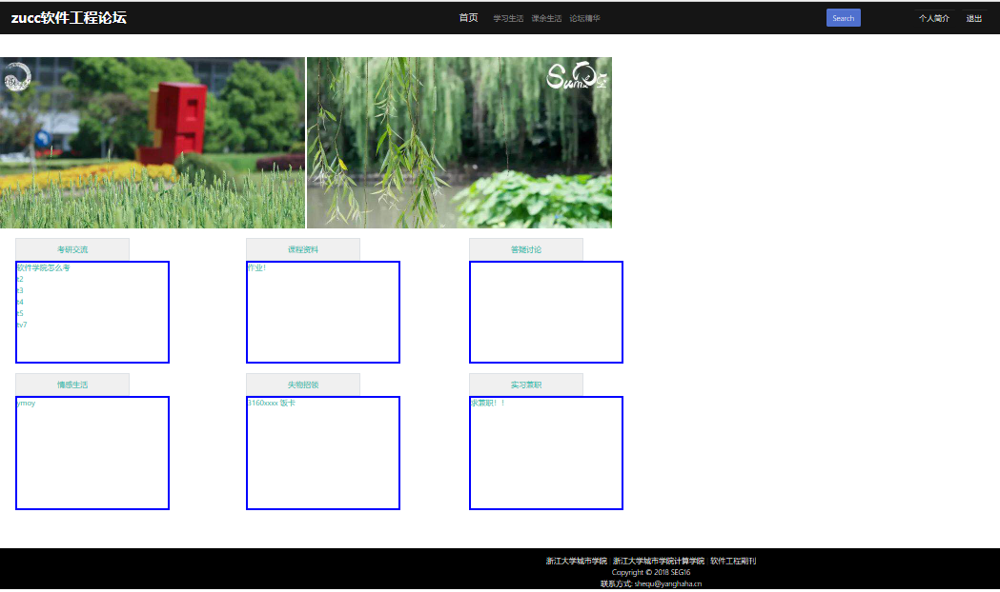 zucc软件工程论坛
首页 学习生活 课余生活 论坛精华
Search
个人简介 退出
考研交流 课程资料 答疑讨论
软件学院怎么考
t2
t3
t4
t5
tv7
作业！
情感生活 失物招领 实习兼职
ymoy
3160xxxx 饭卡
求兼职！！
浙江大学城市学院 | 浙江大学城市学院计算学院 | 软件工程期刊
Copyright © 2018 SEG16
联系方式: shequ@yanghaha.cn